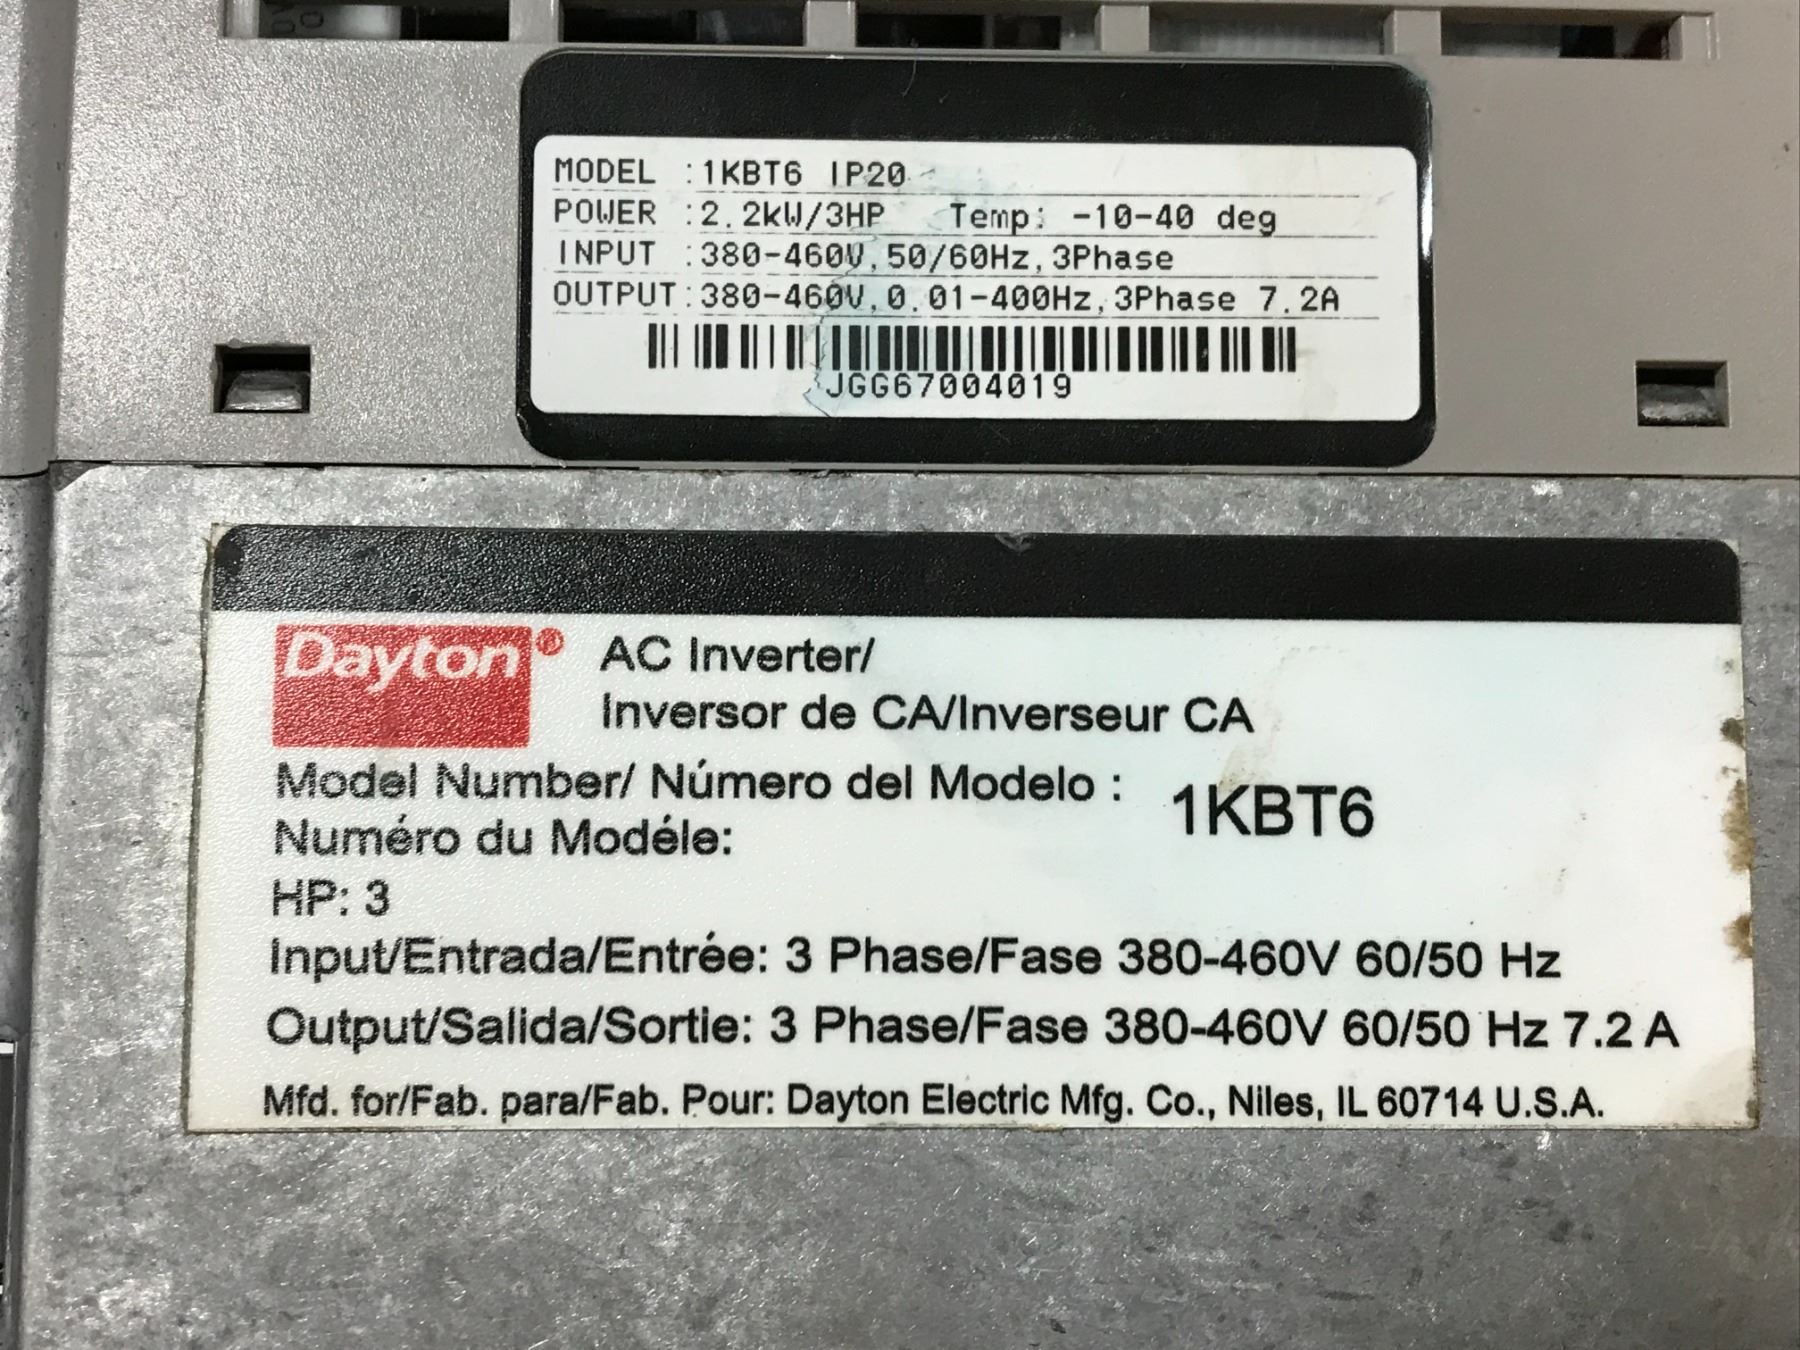 MODEL :1KBT6 IP20
POWER :2.2kW/3HP Temp: -10-40 deg
INPUT :380-460V,50/60Hz,3Phase
OUTPUT:380-460V,0.01-400Hz,3Phase 7.2A
JGG67004019
Dayton® AC Inverter/
Inversor de CA/Inverseur CA
Model Number/ Número del Modelo : 1KBT6
Numéro du Modéle:
HP: 3
Input/Entrada/Entrée: 3 Phase/Fase 380-460V 60/50 Hz
Output/Salida/Sortie: 3 Phase/Fase 380-460V 60/50 Hz 7.2 A
Mfd. for/Fab. para/Fab. Pour: Dayton Electric Mfg. Co., Niles, IL 60714 U.S.A.